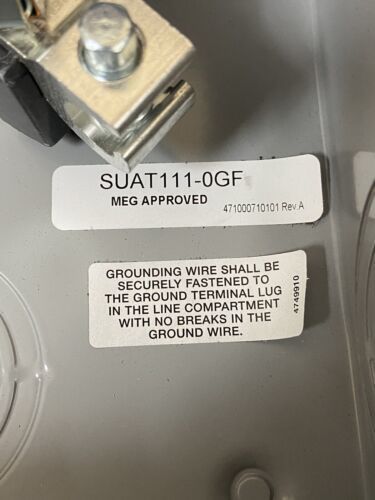 SUAT111-0GF
MEG APPROVED 471000710101 Rev.A
GROUNDING WIRE SHALL BE
SECURELY FASTENED TO
THE GROUND TERMINAL LUG
IN THE LINE COMPARTMENT
WITH NO BREAKS IN THE
GROUND WIRE.
4749910